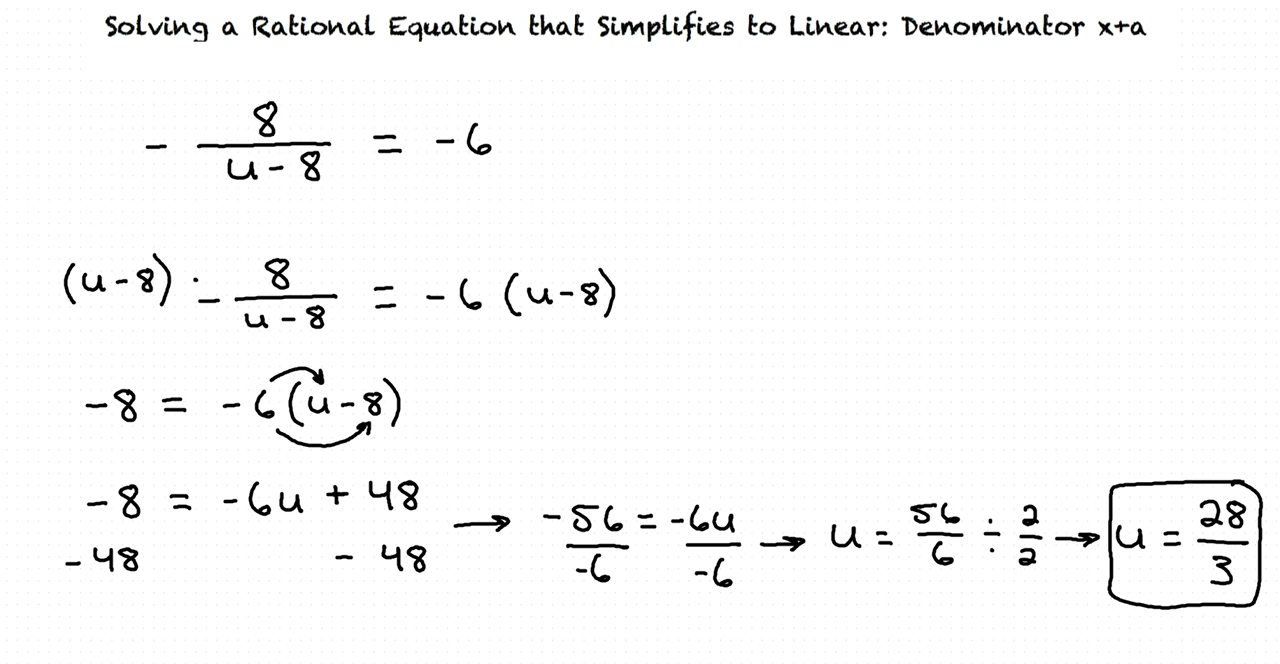 Solving a Rational Equation that Simplifies to Linear: Denominator x+a
- 8/(u-8) = -6
(u-8) · - 8/(u-8) = -6 (u-8)
-8 = -6(u-8)
-8 = -6u + 48 → -56/-6 = -6u/-6 → u = 56/6 ÷ 2/2 → u = 28/3
-48 - 48